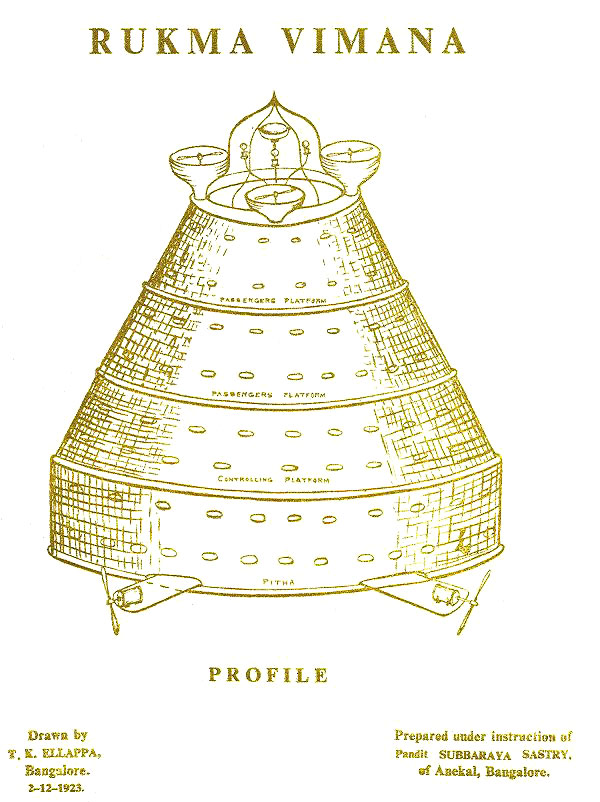 RUKMA VIMANA
PASSENGERS PLATFORM
PASSENGERS PLATFORM
CONTROLLING PLATFORM
PITHA
PROFILE
Drawn by
T. K. ELLAPPA,
Bangalore.
2-12-1923.
Prepared under instruction of
Pandit SUBBARAYA SASTRY,
of Anekal, Bangalore.